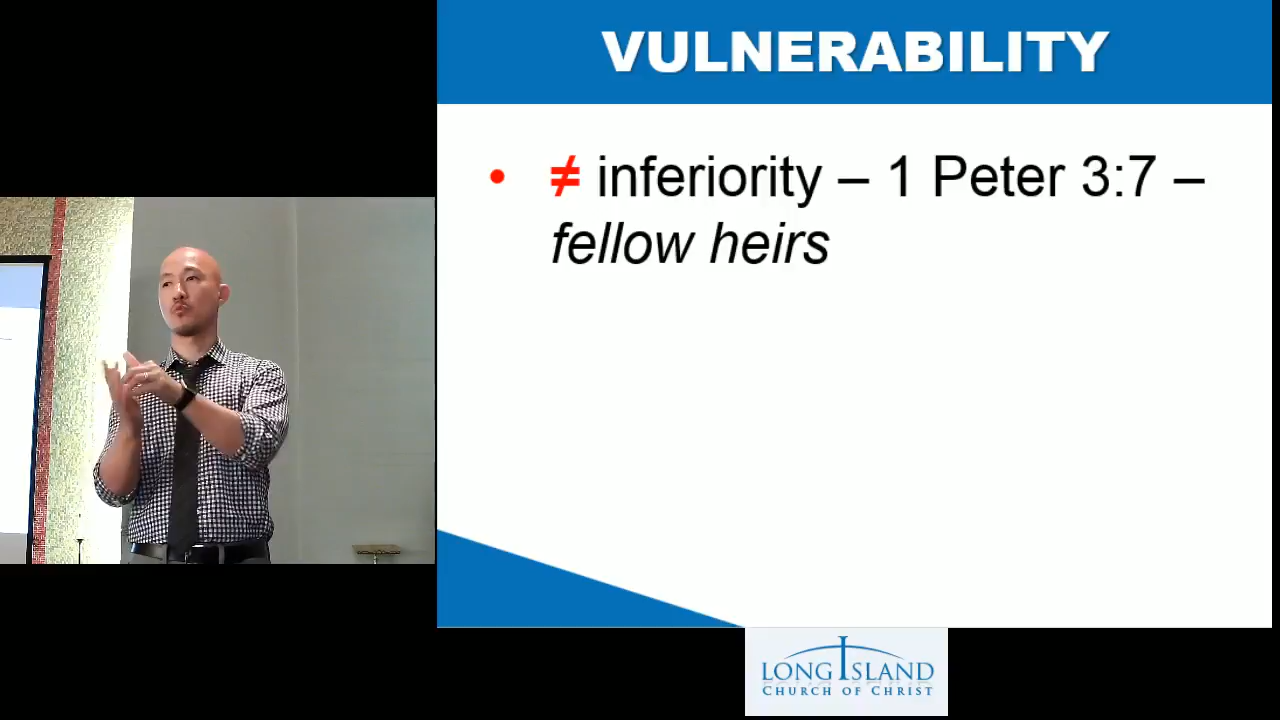 VULNERABILITY
• ≠ inferiority – 1 Peter 3:7 –
fellow heirs
LONG ISLAND
CHURCH OF CHRIST